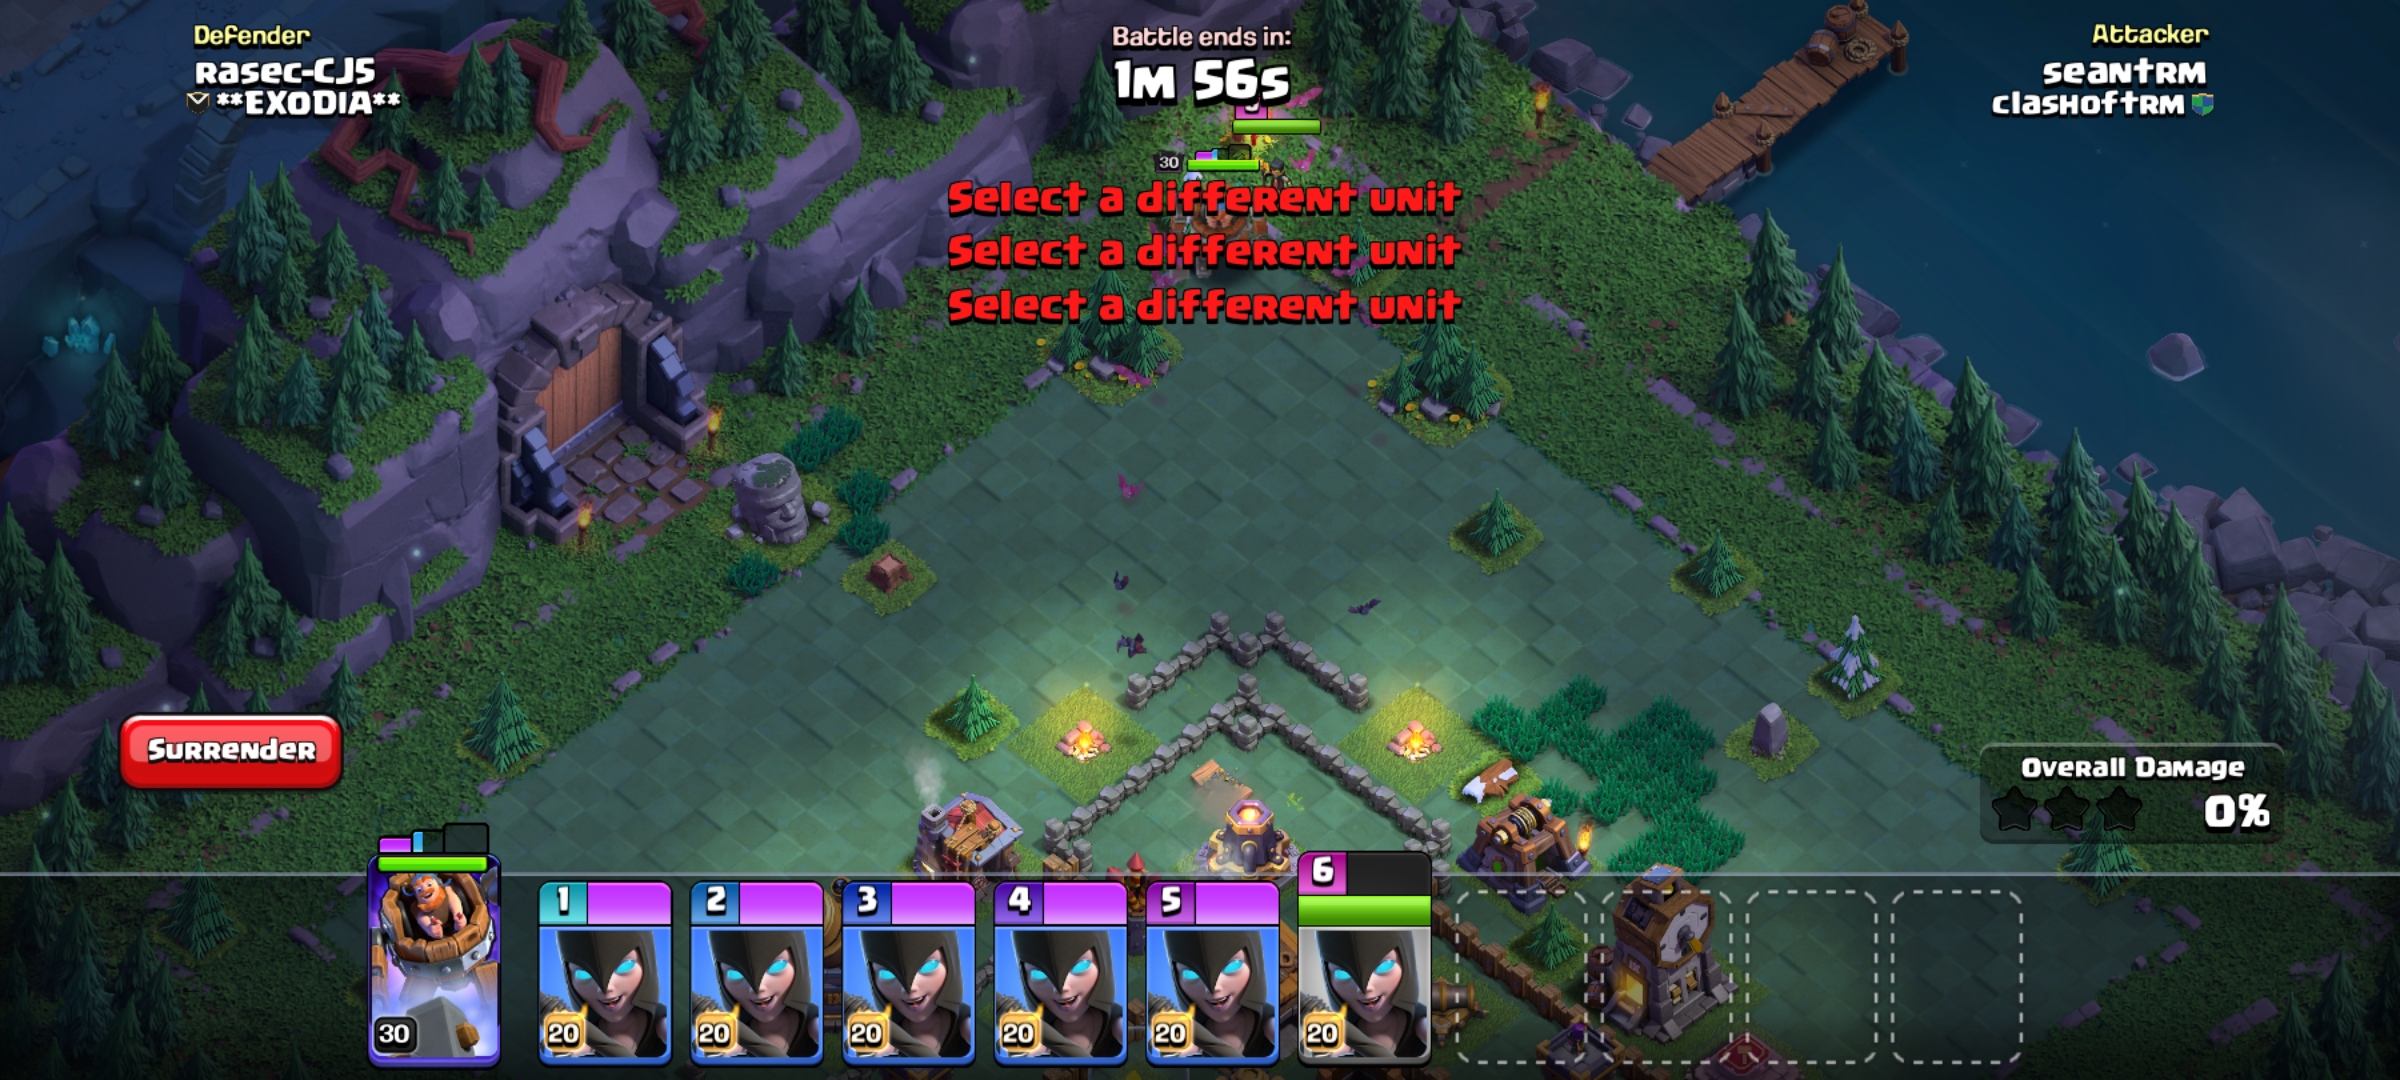 Defender
Rasec-CJS
**EXODIA**
Battle ends in:
1M 56s
Attacker
seantrm
clashoftrm
30
Select a different unit
Select a different unit
Select a different unit
Surrender
Overall Damage
0%
30
1
20
2
20
3
20
4
20
5
20
6
20